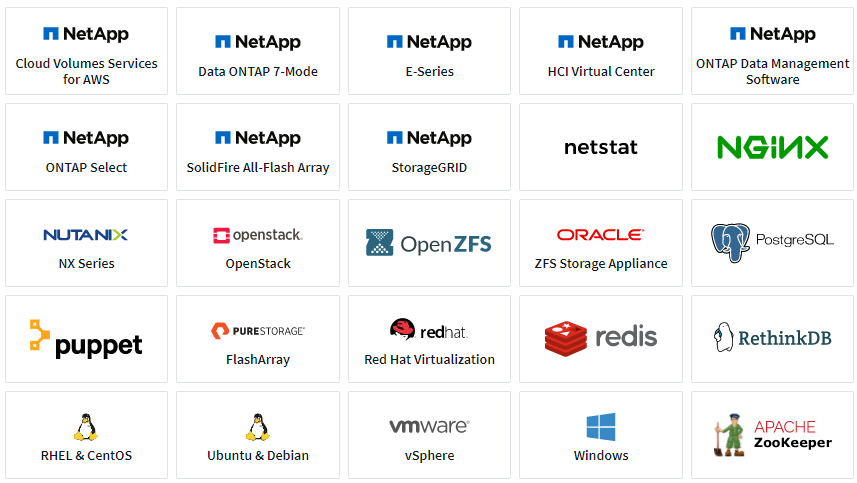 NetApp
Cloud Volumes Services
for AWS
NetApp
Data ONTAP 7-Mode
NetApp
E-Series
NetApp
HCI Virtual Center
NetApp
ONTAP Data Management
Software
NetApp
ONTAP Select
NetApp
SolidFire All-Flash Array
NetApp
StorageGRID
netstat
NGINX
NUTANIX
NX Series
openstack.
OpenStack
Open ZFS
ORACLE
ZFS Storage Appliance
PostgreSQL
puppet
PURESTORAGE
FlashArray
redhat.
Red Hat Virtualization
redis
RethinkDB
RHEL & CentOS
Ubuntu & Debian
vmware
vSphere
Windows
APACHE
ZooKeeper